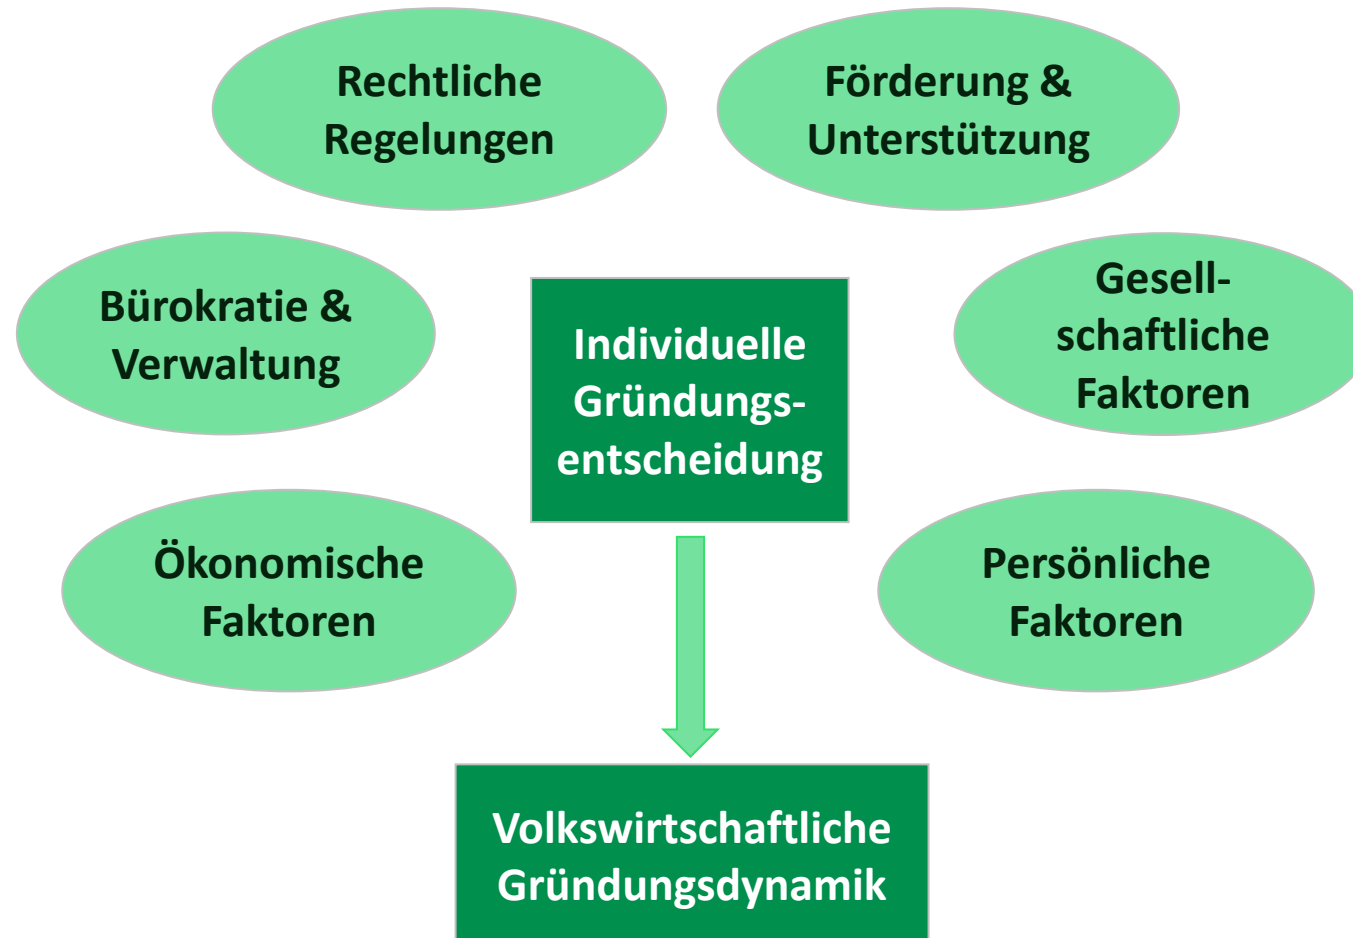 Rechtliche
Regelungen
Förderung &
Unterstützung
Bürokratie &
Verwaltung
Individuelle
Gründungs-
entscheidung
Gesell-
schaftliche
Faktoren
Ökonomische
Faktoren
Persönliche
Faktoren
Volkswirtschaftliche
Gründungsdynamik